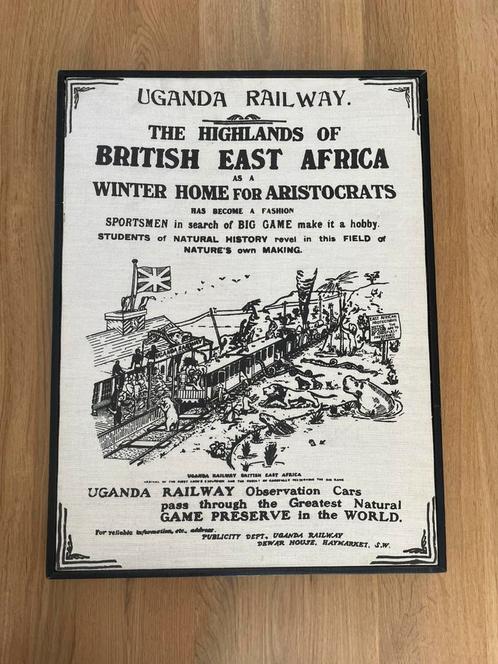 UGANDA RAILWAY.
THE HIGHLANDS OF
BRITISH EAST AFRICA
AS A
WINTER HOME FOR ARISTOCRATS
HAS BECOME A FASHION
SPORTSMEN in search of BIG GAME make it a hobby.
STUDENTS of NATURAL HISTORY revel in this FIELD of
NATURE'S own MAKING.
EAST AFRICAN
UGANDA RAILWAY BRITISH EAST AFRICA
UGANDA RAILWAY Observation Cars
pass through the Greatest Natural
GAME PRESERVE in the WORLD.
For reliable information, etc., address.
PUBLICITY DEPT., UGANDA RAILWAY
DEWAR HOUSE, HAYMARKET, S.W.